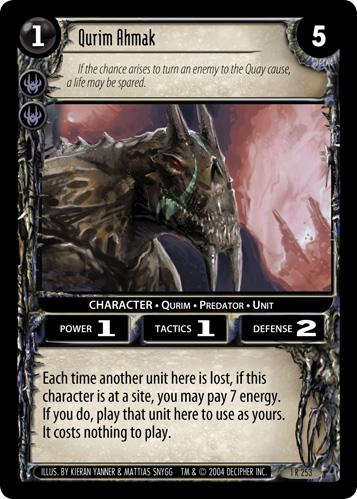 1 Qurim Ahmak 5
If the chance arises to turn an enemy to the Quay cause,
a life may be spared.
CHARACTER • QURIM • PREDATOR • UNIT
POWER 1 TACTICS 1 DEFENSE 2
Each time another unit here is lost, if this
character is at a site, you may pay 7 energy.
If you do, play that unit here to use as yours.
It costs nothing to play.
ILLUS. BY KIERAN YANNER & MATTIAS SNYGG TM & © 2004 DECIPHER INC. 1 R 253